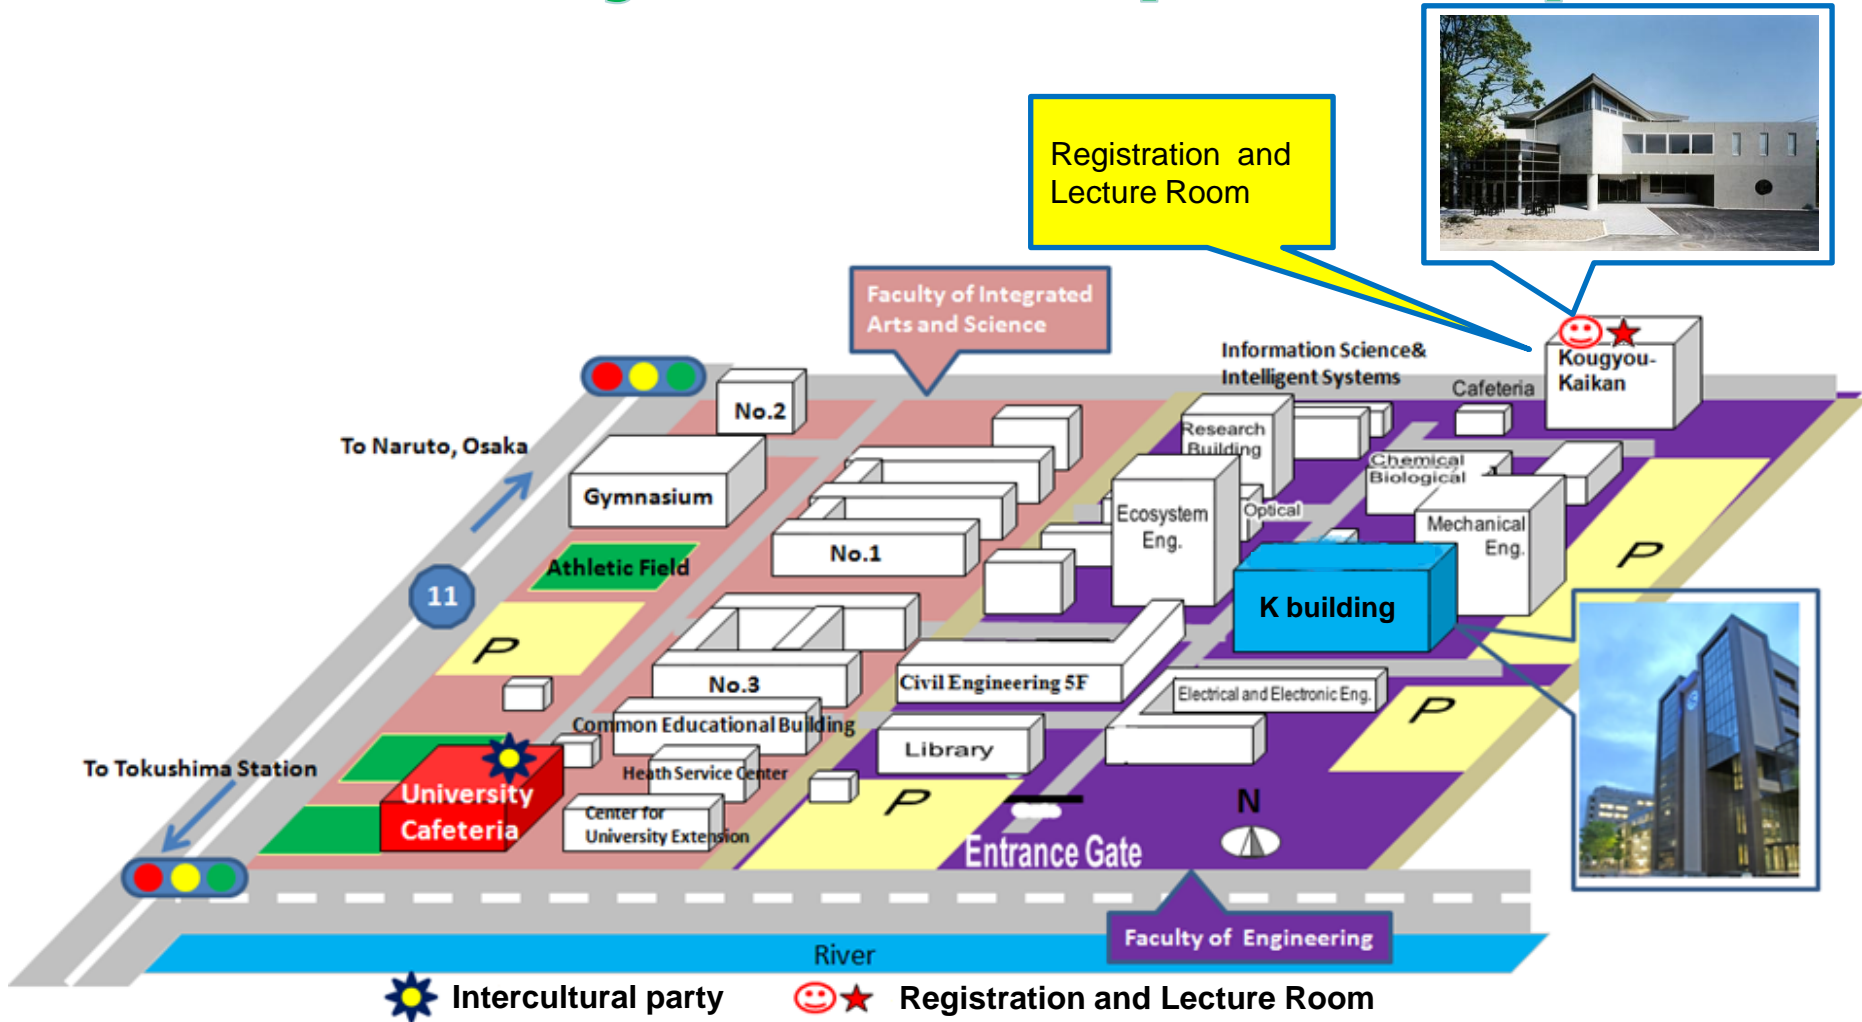 Registration and
Lecture Room
Faculty of Integrated
Arts and Science
Information Science&
Intelligent Systems
Cafeteria
Kougyou-
Kaikan
No.2
To Naruto, Osaka
Research
Building
Gymnasium
Chemical
Biological
Ecosystem
Eng.
Optical
Mechanical
Eng.
No.1
Athletic Field
P
11
K building
P
No.3
Civil Engineering 5F
Electrical and Electronic Eng.
P
Common Educational Building
Library
To Tokushima Station
Heath Service Center
University
Cafeteria
P
N
Center for
University Extension
Entrance Gate
Faculty of Engineering
River
Intercultural party
Registration and Lecture Room